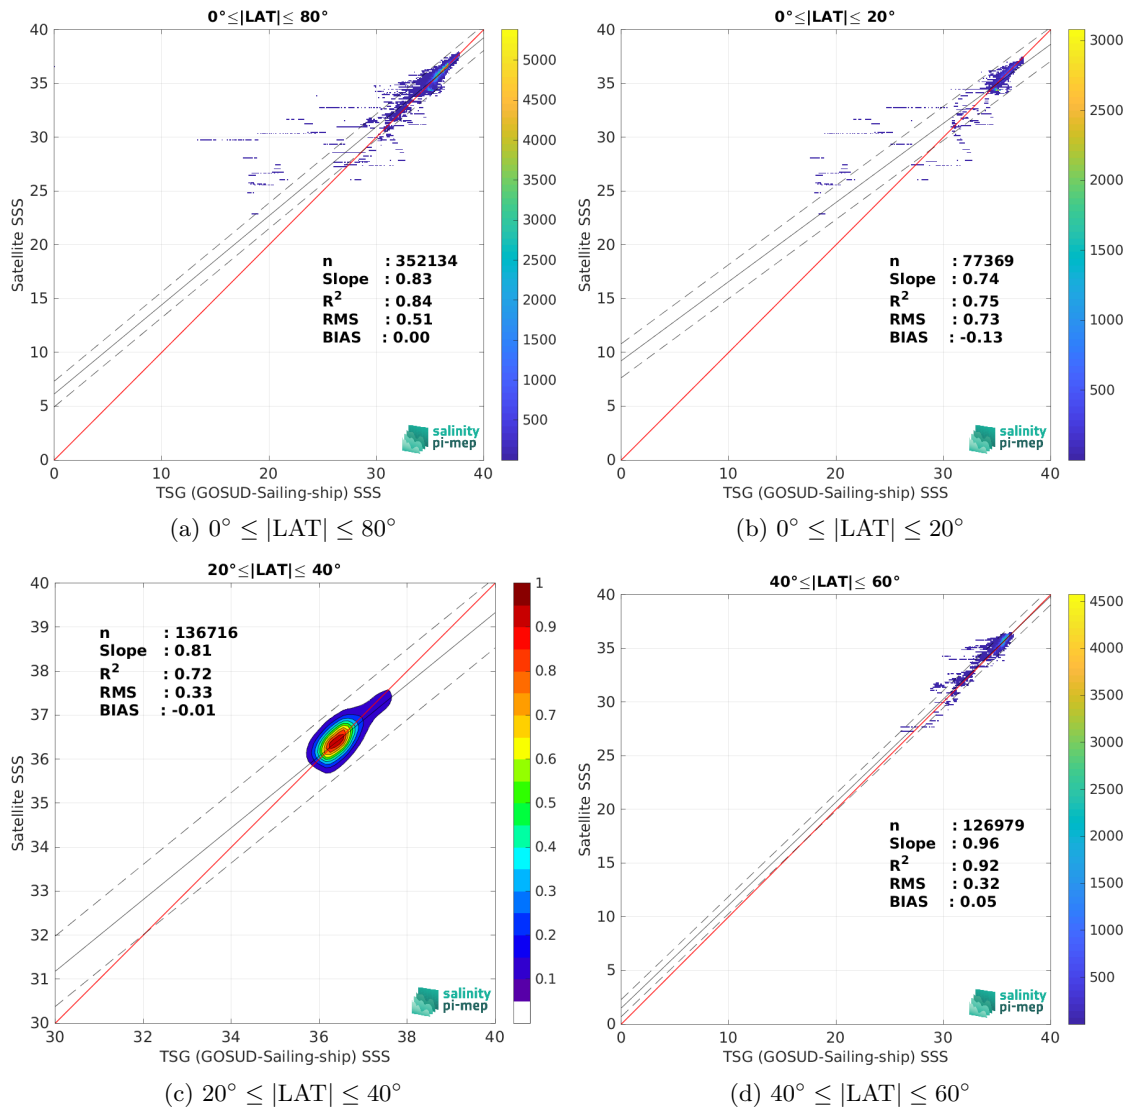 0°≤|LAT|≤ 80°
40
35
30
25
20
15
10
5
0
Satellite SSS
n : 352134
Slope : 0.83
R² : 0.84
RMS : 0.51
BIAS : 0.00
salinity
pi-mep
0 10 20 30 40
TSG (GOSUD-Sailing-ship) SSS
5000
4500
4000
3500
3000
2500
2000
1500
1000
500
(a) 0° ≤ |LAT| ≤ 80°
0°≤|LAT|≤ 20°
40
35
30
25
20
15
10
5
0
Satellite SSS
n : 77369
Slope : 0.74
R² : 0.75
RMS : 0.73
BIAS : -0.13
salinity
pi-mep
0 10 20 30 40
TSG (GOSUD-Sailing-ship) SSS
3000
2500
2000
1500
1000
500
(b) 0° ≤ |LAT| ≤ 20°
20°≤|LAT|≤ 40°
40
39
38
37
36
35
34
33
32
31
30
Satellite SSS
n : 136716
Slope : 0.81
R² : 0.72
RMS : 0.33
BIAS : -0.01
salinity
pi-mep
30 32 34 36 38 40
TSG (GOSUD-Sailing-ship) SSS
1
0.9
0.8
0.7
0.6
0.5
0.4
0.3
0.2
0.1
(c) 20° ≤ |LAT| ≤ 40°
40°≤|LAT|≤ 60°
40
35
30
25
20
15
10
5
0
Satellite SSS
n : 126979
Slope : 0.96
R² : 0.92
RMS : 0.32
BIAS : 0.05
salinity
pi-mep
0 10 20 30 40
TSG (GOSUD-Sailing-ship) SSS
4500
4000
3500
3000
2500
2000
1500
1000
500
(d) 40° ≤ |LAT| ≤ 60°